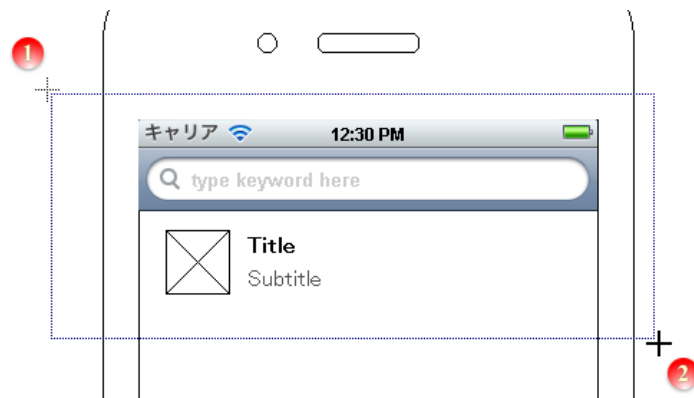 1
キャリア 12:30 PM
type keyword here
Title
Subtitle
2